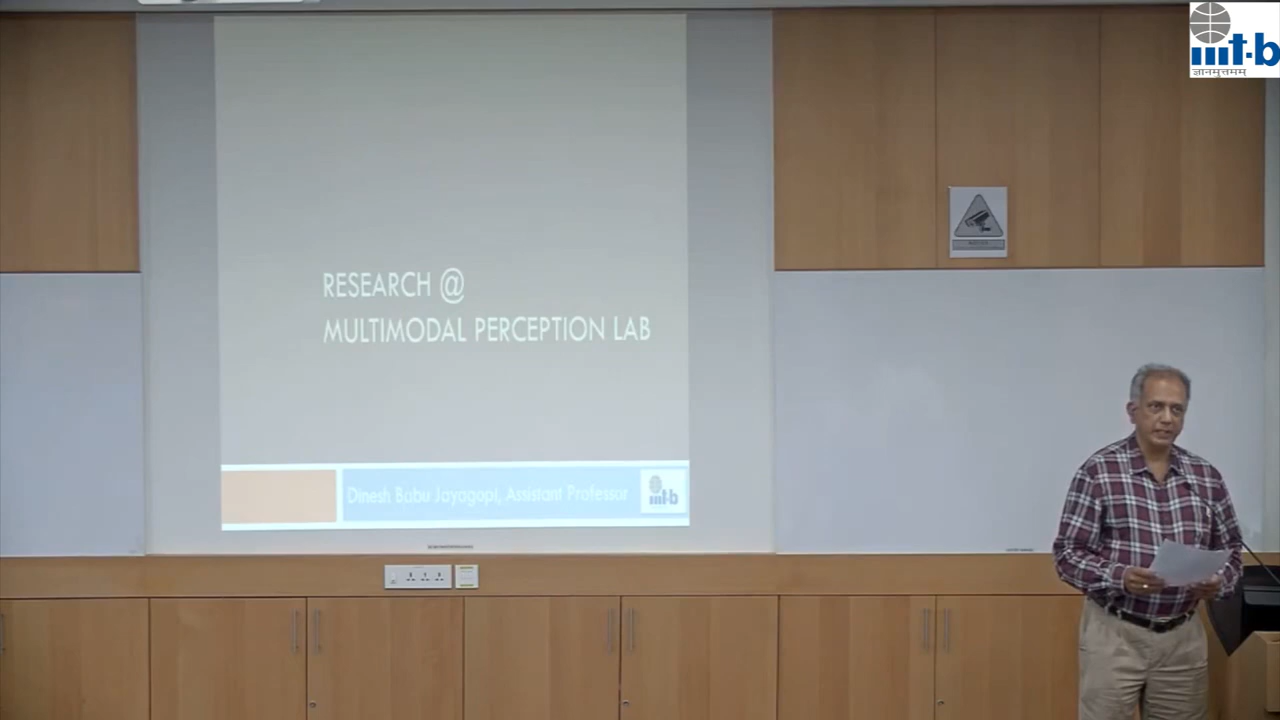 iiit-b
ज्ञानमुत्तमम्
RESEARCH @
MULTIMODAL PERCEPTION LAB
Dinesh Babu Jayagopi, Assistant Professor
iiit-b